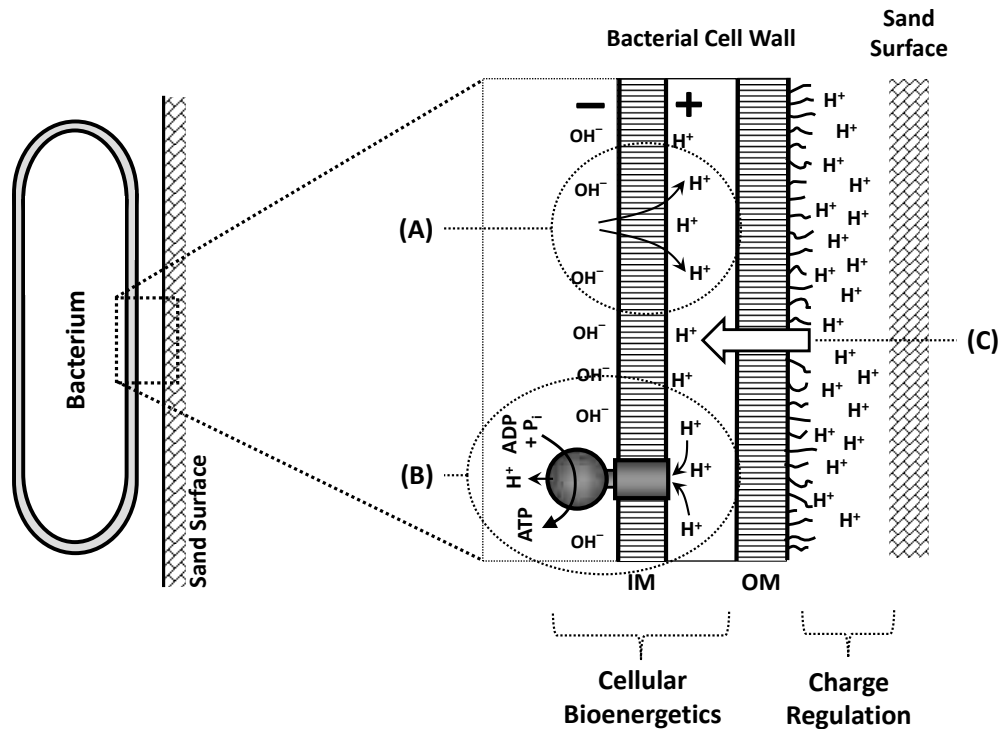 Bacterial Cell Wall
Sand
Surface
− +
OH⁻ H⁺ H⁺
H⁺
OH⁻ H⁺ H⁺
H⁺
(A) H⁺ H⁺ H⁺
H⁺
OH⁻ H⁺ H⁺ H⁺
H⁺
OH⁻ H⁺ H⁺ (C)
H⁺
OH⁻ H⁺ H⁺ H⁺
OH⁻ H⁺ H⁺
H⁺ H⁺
(B) H⁺ H⁺
H⁺ H⁺
OH⁻ H⁺ H⁺
ADP
+ Pᵢ
H⁺
ATP
Bacterium
Sand Surface
IM OM
Cellular
Bioenergetics
Charge
Regulation